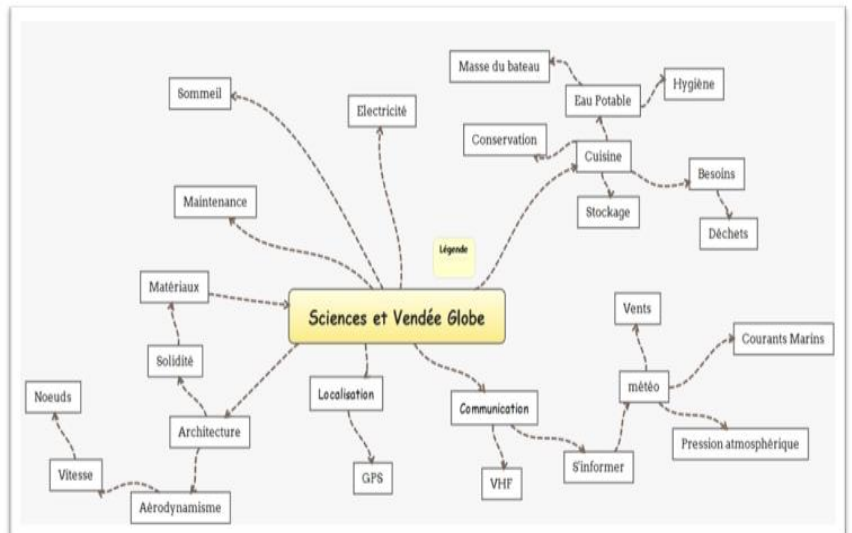 Masse du bateau
Hygiène
Sommeil
Electricité
Eau Potable
Conservation
Cuisine
Besoins
Maintenance
Stockage
Déchets
Légende
Matériaux
Sciences et Vendée Globe
Vents
Courants Marins
Solidité
Noeuds
Localisation
météo
Communication
Architecture
Pression atmosphérique
Vitesse
GPS
VHF
S'informer
Aérodynamisme